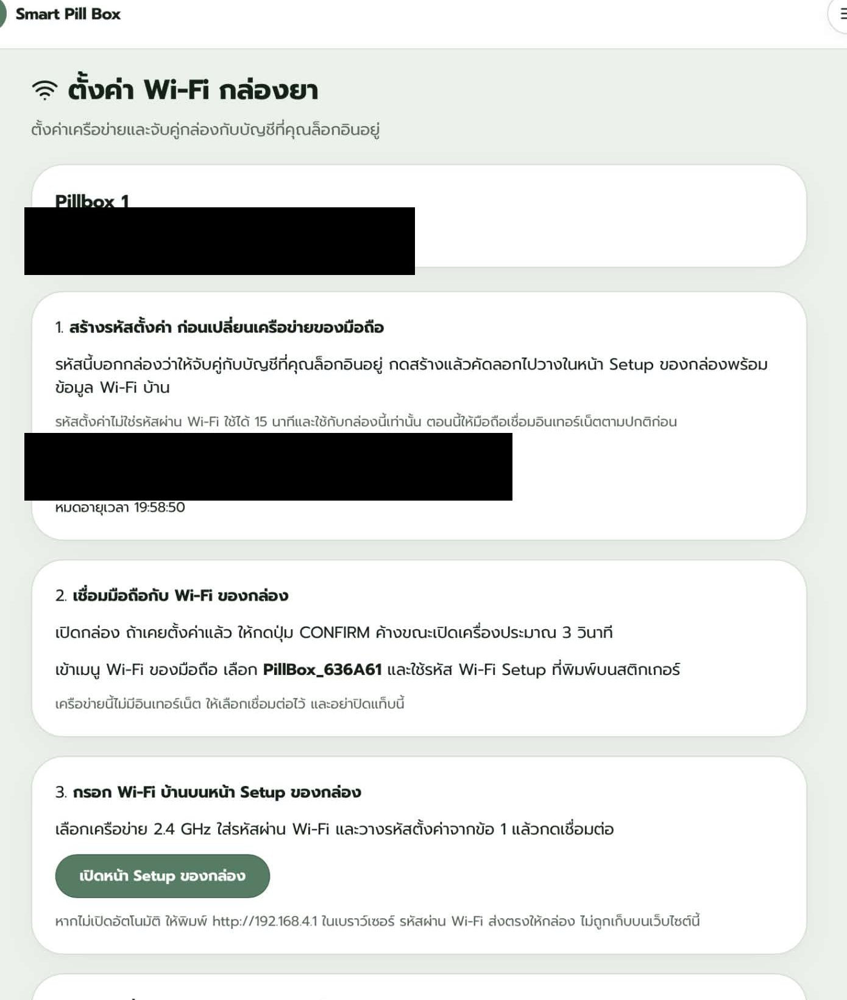 Smart Pill Box
ตั้งค่า Wi-Fi กล่องยา
ตั้งค่าเครือข่ายและจับคู่กล่องกับบัญชีที่คุณล็อกอินอยู่
Pillbox 1
1. สร้างรหัสตั้งค่า ก่อนเปลี่ยนเครือข่ายของมือถือ
รหัสนี้บอกกล่องว่าให้จับคู่กับบัญชีที่คุณล็อกอินอยู่ กดสร้างแล้วคัดลอกไปวางในหน้า Setup ของกล่องพร้อม
ข้อมูล Wi-Fi บ้าน
รหัสตั้งค่าไม่ใช่รหัสผ่าน Wi-Fi ใช้ได้ 15 นาทีและใช้กับกล่องนี้เท่านั้น ตอนนี้ให้มือถือเชื่อมอินเทอร์เน็ตตามปกติก่อน
หมดอายุเวลา 19:58:50
2. เชื่อมมือถือกับ Wi-Fi ของกล่อง
เปิดกล่อง ถ้าเคยตั้งค่าแล้ว ให้กดปุ่ม CONFIRM ค้างขณะเปิดเครื่องประมาณ 3 วินาที
เข้าเมนู Wi-Fi ของมือถือ เลือก PillBox_636A61 และใช้รหัส Wi-Fi Setup ที่พิมพ์บนสติกเกอร์
เครือข่ายนี้ไม่มีอินเทอร์เน็ต ให้เลือกเชื่อมต่อไว้ และอย่าปิดแท็บนี้
3. กรอก Wi-Fi บ้านบนหน้า Setup ของกล่อง
เลือกเครือข่าย 2.4 GHz ใส่รหัสผ่าน Wi-Fi และวางรหัสตั้งค่าจากข้อ 1 แล้วกดเชื่อมต่อ
เปิดหน้า Setup ของกล่อง
หากไม่เปิดอัตโนมัติ ให้พิมพ์ http://192.168.4.1 ในเบราว์เซอร์ รหัสผ่าน Wi-Fi ส่งตรงให้กล่อง ไม่ถูกเก็บบนเว็บไซต์นี้